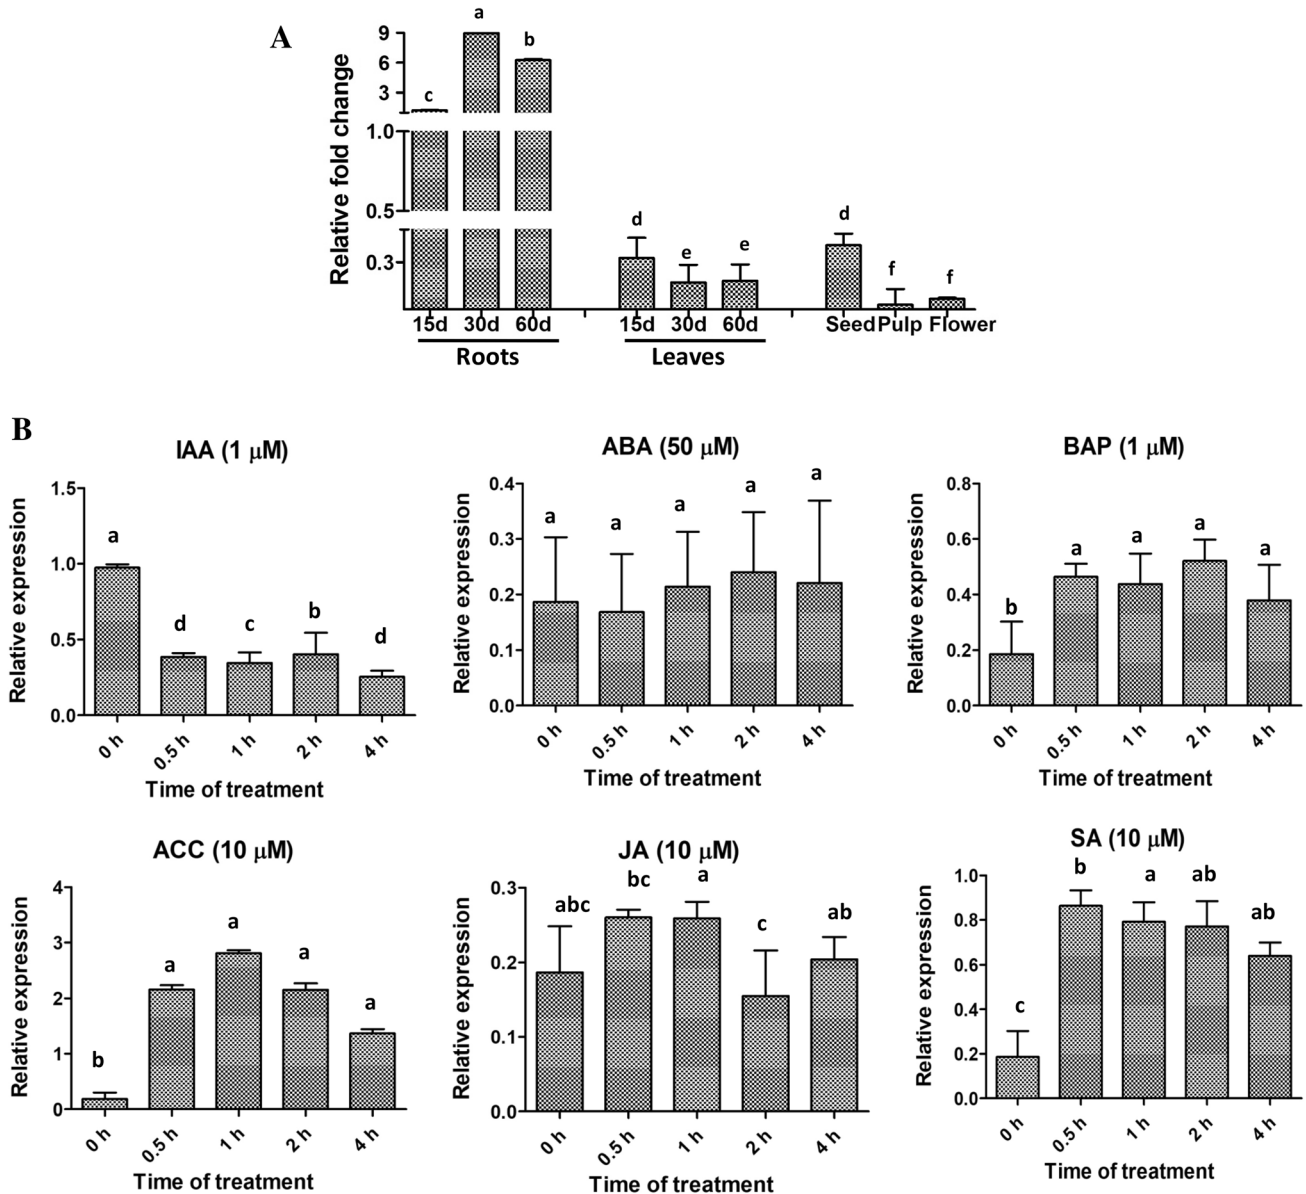 A
Relative fold change
9
6
3
1.0
0.5
0.3
c
a
b
d
e
e
d
f
f
15d 30d 60d 15d 30d 60d Seed Pulp Flower
Roots Leaves
B
IAA (1 μM)
Relative expression
1.5
1.0
0.5
0.0
a
d
c
b
d
0 h 0.5 h 1 h 2 h 4 h
Time of treatment
ABA (50 μM)
Relative expression
0.4
0.3
0.2
0.1
0.0
a
a
a
a
a
0 h 0.5 h 1 h 2 h 4 h
Time of treatment
BAP (1 μM)
Relative expression
0.8
0.6
0.4
0.2
0.0
b
a
a
a
a
0 h 0.5 h 1 h 2 h 4 h
Time of treatment
ACC (10 μM)
Relative expression
4
3
2
1
0
b
a
a
a
a
0 h 0.5 h 1 h 2 h 4 h
Time of treatment
JA (10 μM)
Relative expression
0.3
0.2
0.1
0.0
abc
bc
a
c
ab
0 h 0.5 h 1 h 2 h 4 h
Time of treatment
SA (10 μM)
Relative expression
1.0
0.8
0.6
0.4
0.2
0.0
c
b
a
ab
ab
0 h 0.5 h 1 h 2 h 4 h
Time of treatment